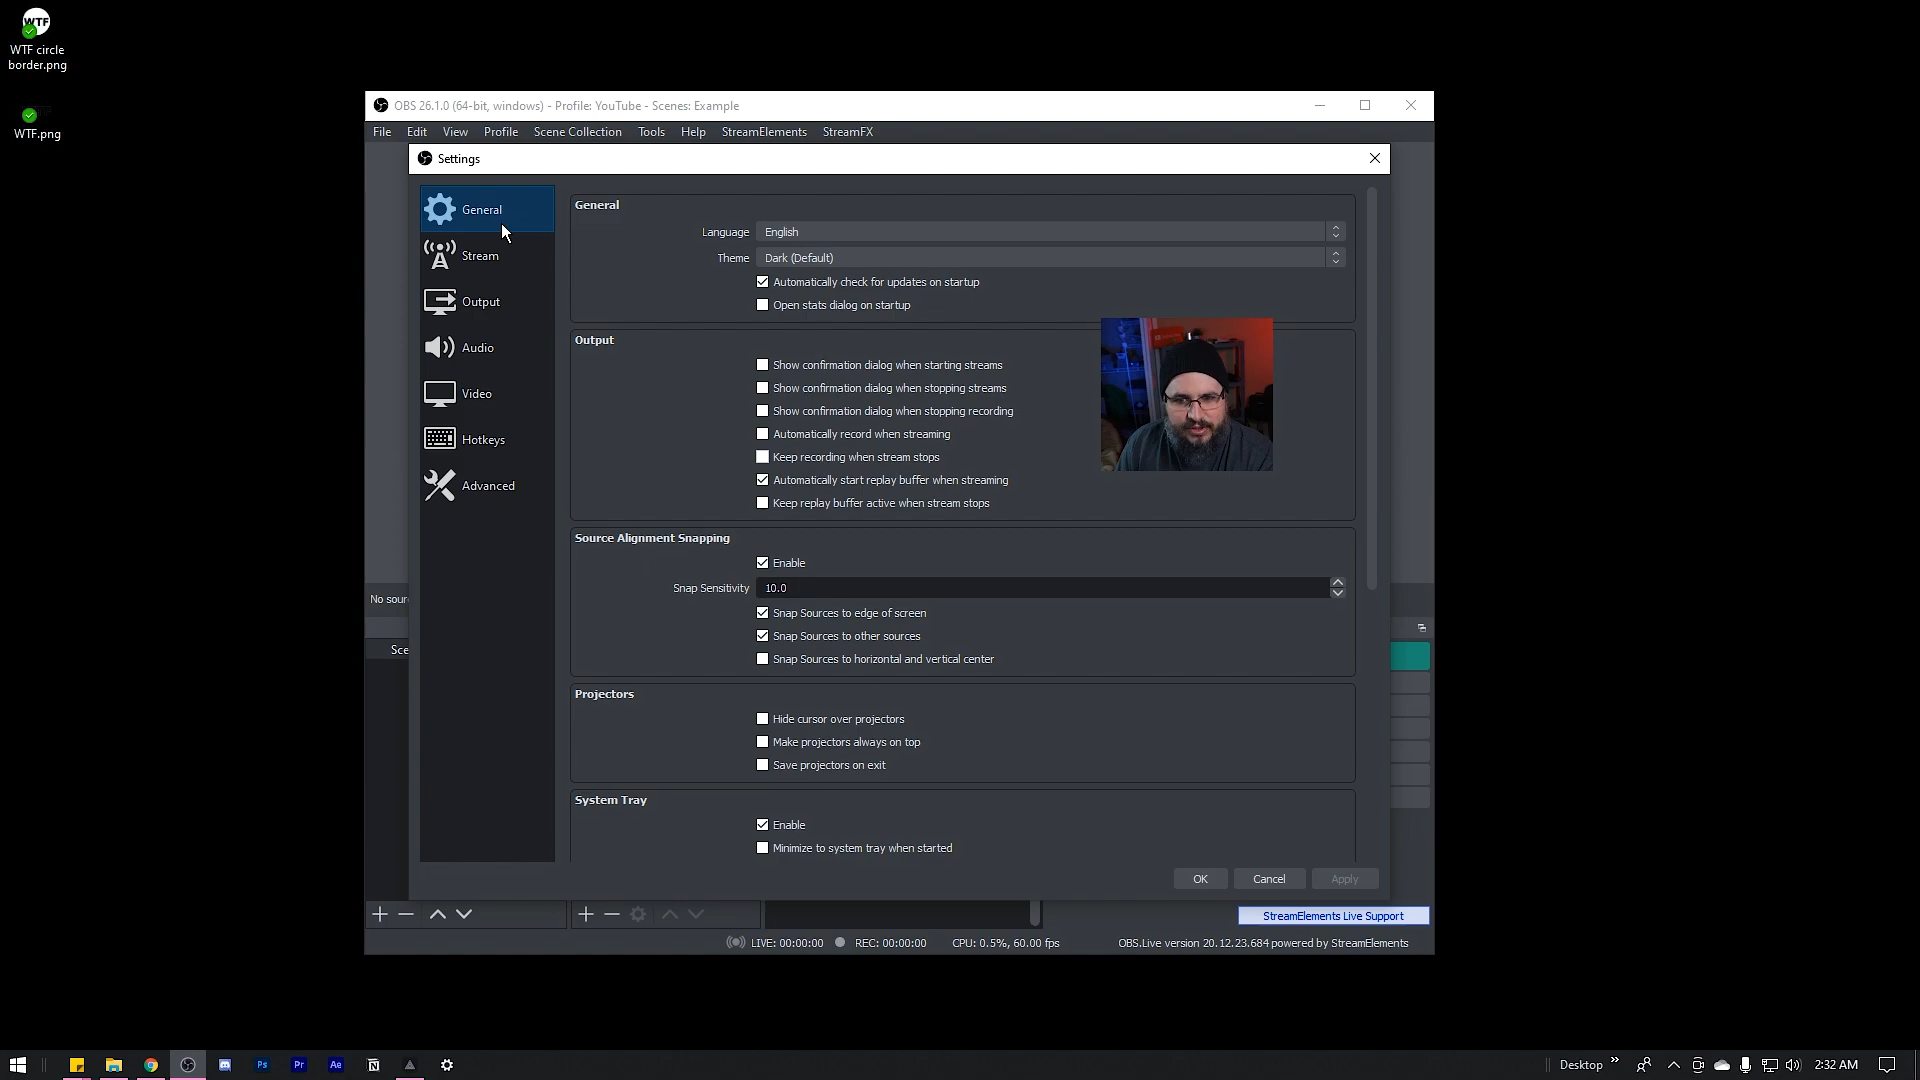 WTF
WTF circle
border.png
WTF.png
OBS 26.1.0 (64-bit, windows) - Profile: YouTube - Scenes: Example
File Edit View Profile Scene Collection Tools Help StreamElements StreamFX
Settings
General
Stream
Output
Audio
Video
Hotkeys
Advanced
General
Language English
Theme Dark (Default)
Automatically check for updates on startup
Open stats dialog on startup
Output
Show confirmation dialog when starting streams
Show confirmation dialog when stopping streams
Show confirmation dialog when stopping recording
Automatically record when streaming
Keep recording when stream stops
Automatically start replay buffer when streaming
Keep replay buffer active when stream stops
Source Alignment Snapping
Enable
Snap Sensitivity 10.0
Snap Sources to edge of screen
Snap Sources to other sources
Snap Sources to horizontal and vertical center
Projectors
Hide cursor over projectors
Make projectors always on top
Save projectors on exit
System Tray
Enable
Minimize to system tray when started
OK Cancel Apply
No sour
Sce
StreamElements Live Support
LIVE: 00:00:00 REC: 00:00:00 CPU: 0.5%, 60.00 fps OBS.Live version 20.12.23.684 powered by StreamElements
Ps Pr Ae Desktop 2:32 AM